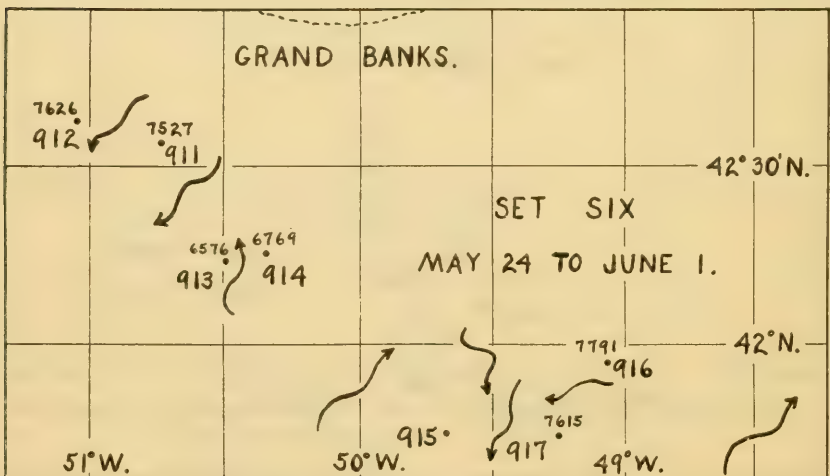 GRAND BANKS.
7626
912
7527
911
42°30'N.
SET SIX
6576
913
6769
914
MAY 24 TO JUNE 1.
42°N.
7791
916
915
7615
917
51°W.
50°W.
49°W.